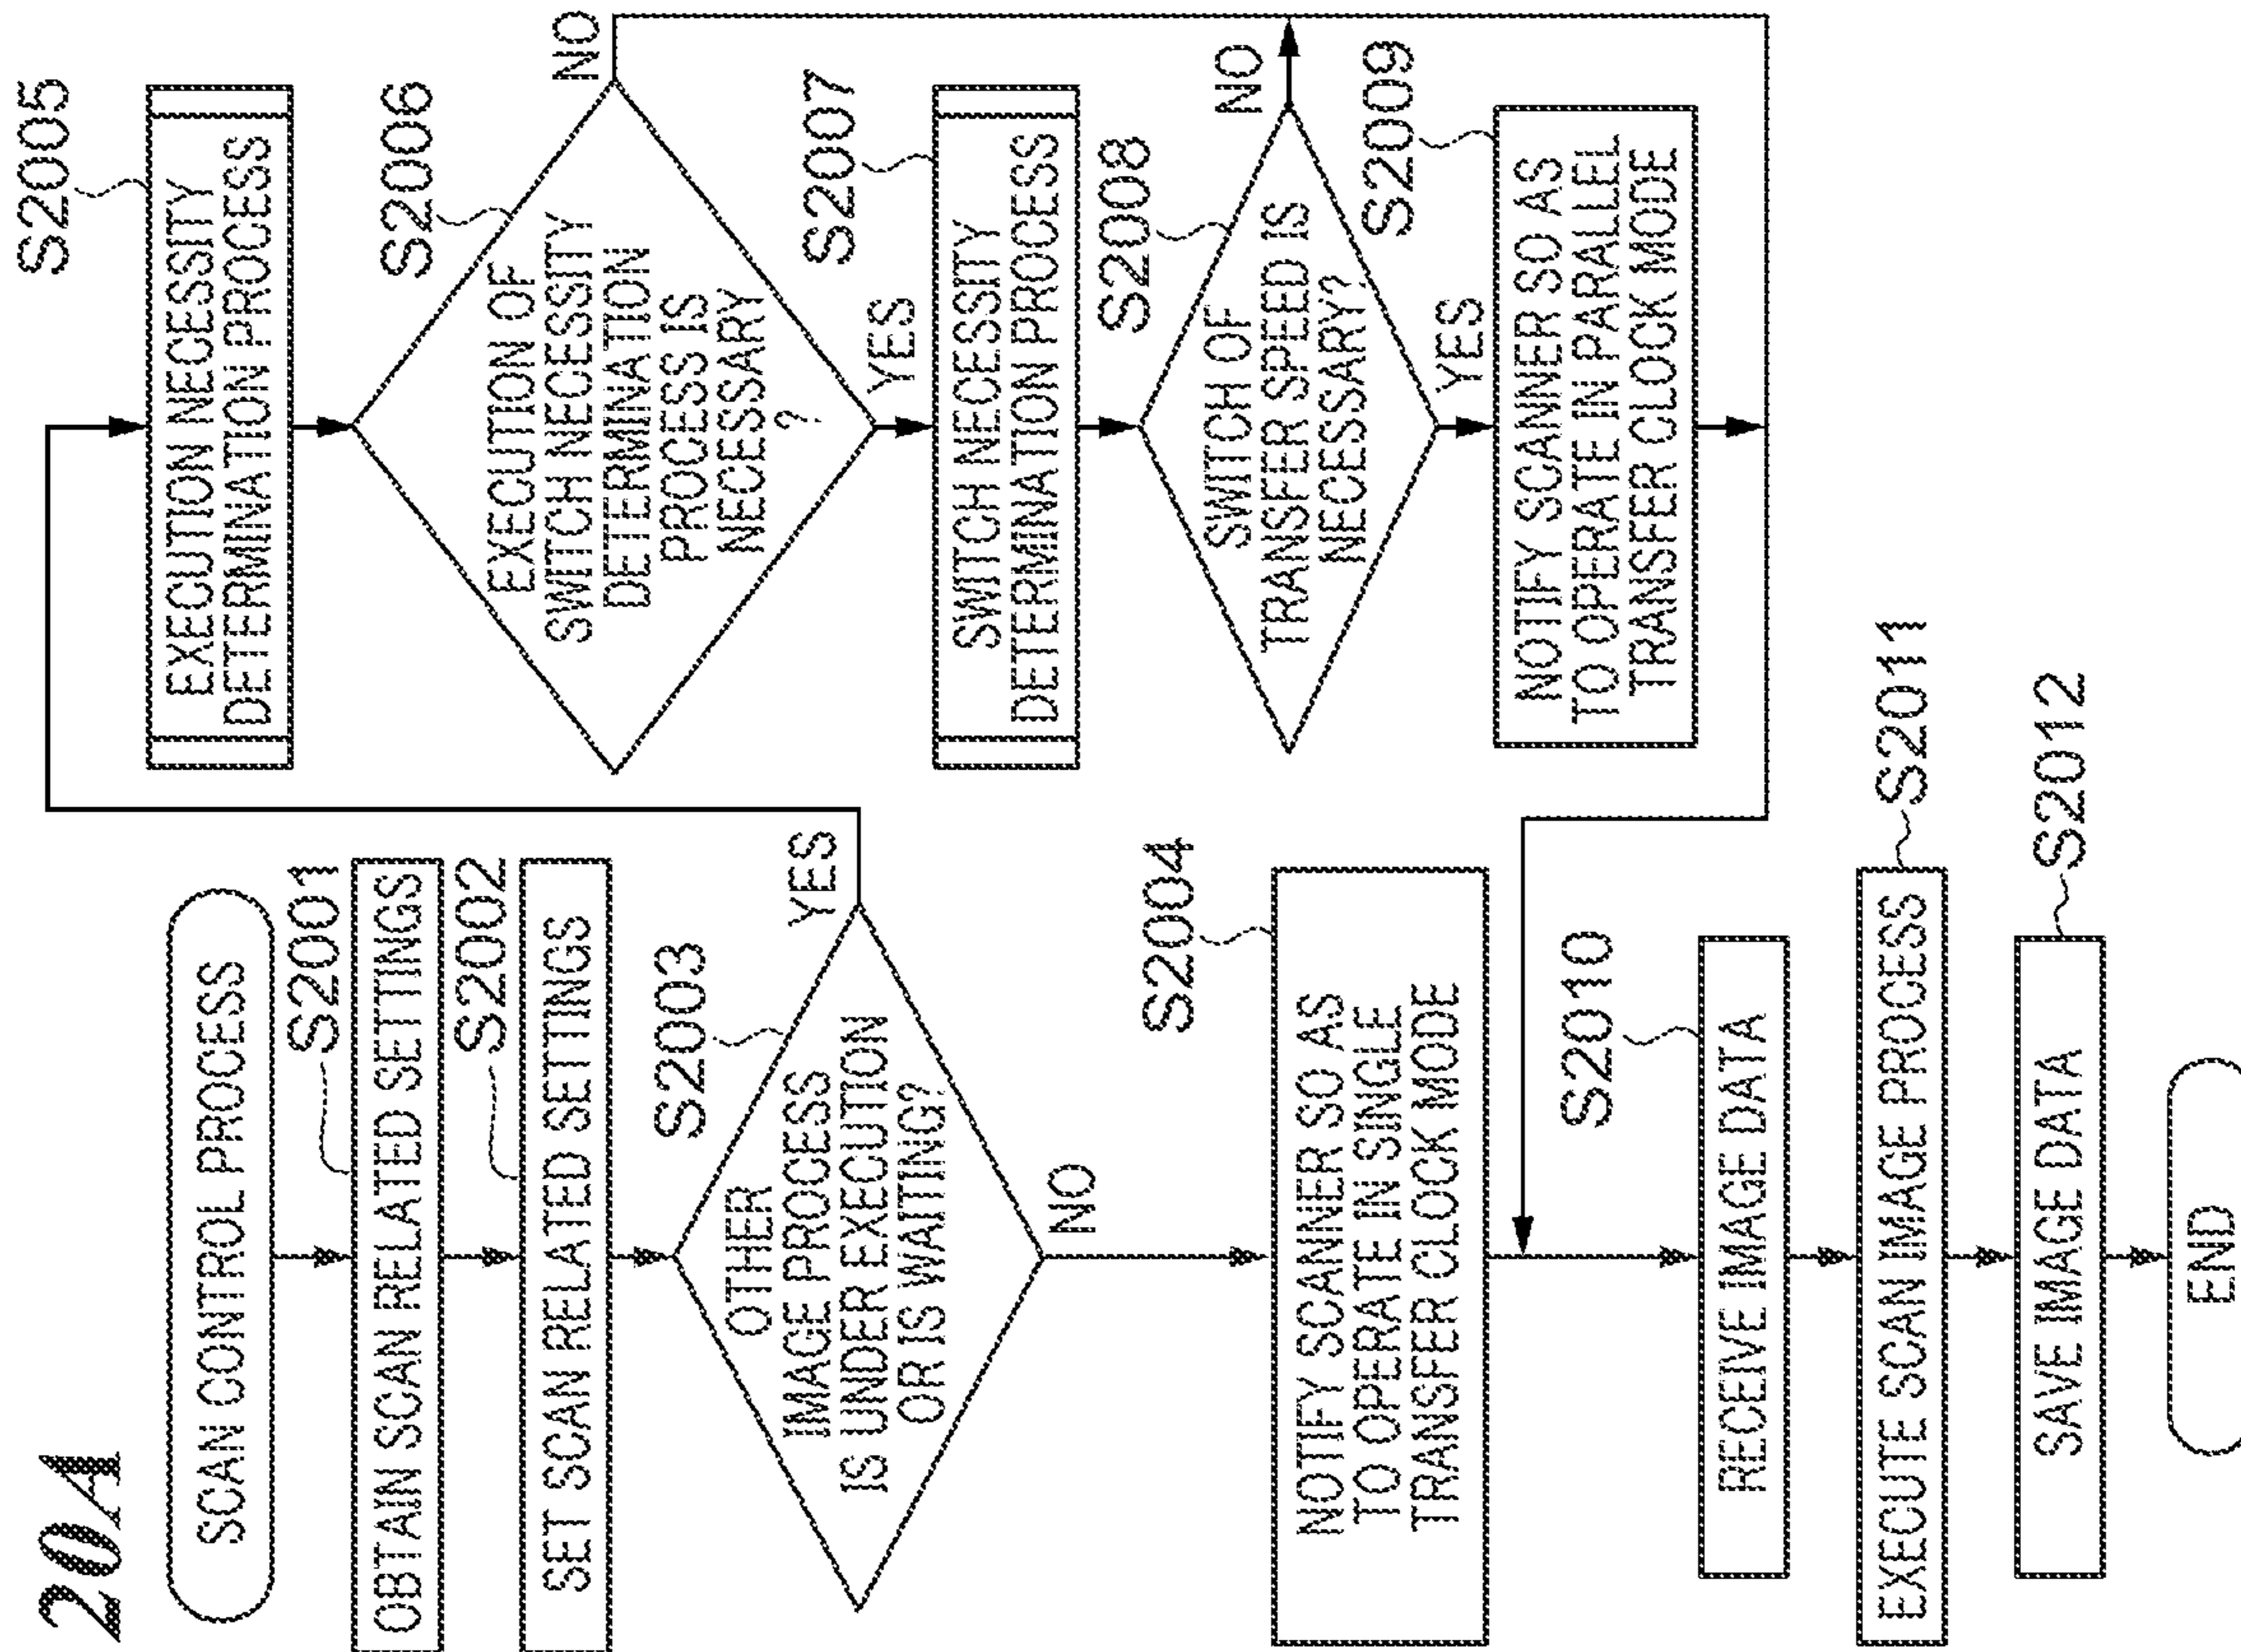 20A
SCAN CONTROL PROCESS
S2001
OBTAIN SCAN RELATED SETTINGS
S2002
SET SCAN RELATED SETTINGS
S2003
OTHER
IMAGE PROCESS
IS UNDER EXECUTION
OR IS WAITING?
YES
NO
S2004
NOTIFY SCANNER SO AS
TO OPERATE IN SINGLE
TRANSFER CLOCK MODE
S2005
EXECUTION NECESSITY
DETERMINATION PROCESS
S2006
EXECUTION OF
SWITCH NECESSITY
DETERMINATION
PROCESS IS
NECESSARY
?
NO
YES
S2007
SWITCH NECESSITY
DETERMINATION PROCESS
S2008
SWITCH OF
TRANSFER SPEED IS
NECESSARY?
NO
YES
S2009
NOTIFY SCANNER SO AS
TO OPERATE IN PARALLEL
TRANSFER CLOCK MODE
S2010
RECEIVE IMAGE DATA
S2011
EXECUTE SCAN IMAGE PROCESS
S2012
SAVE IMAGE DATA
END